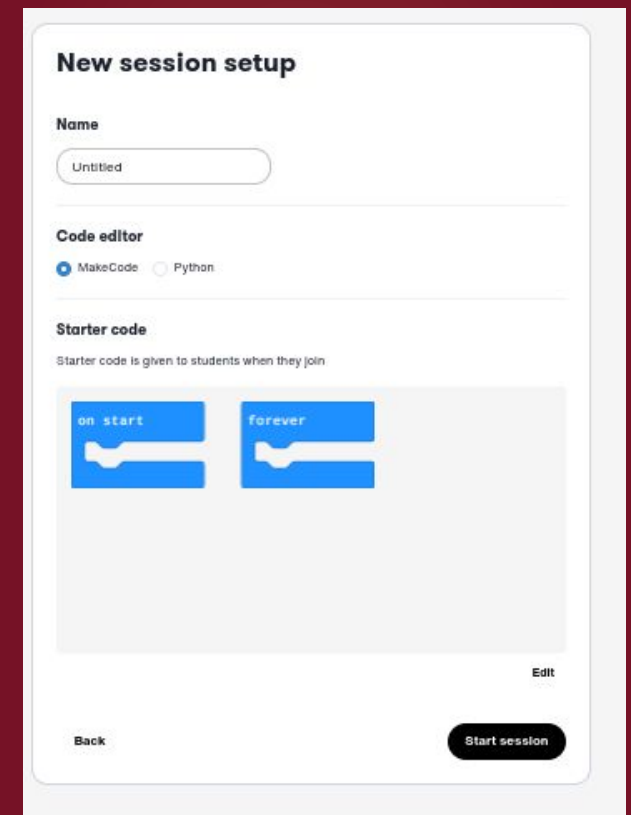 New session setup
Name
Untitled
Code editor
MakeCode Python
Starter code
Starter code is given to students when they join
on start forever
Edit
Back Start session